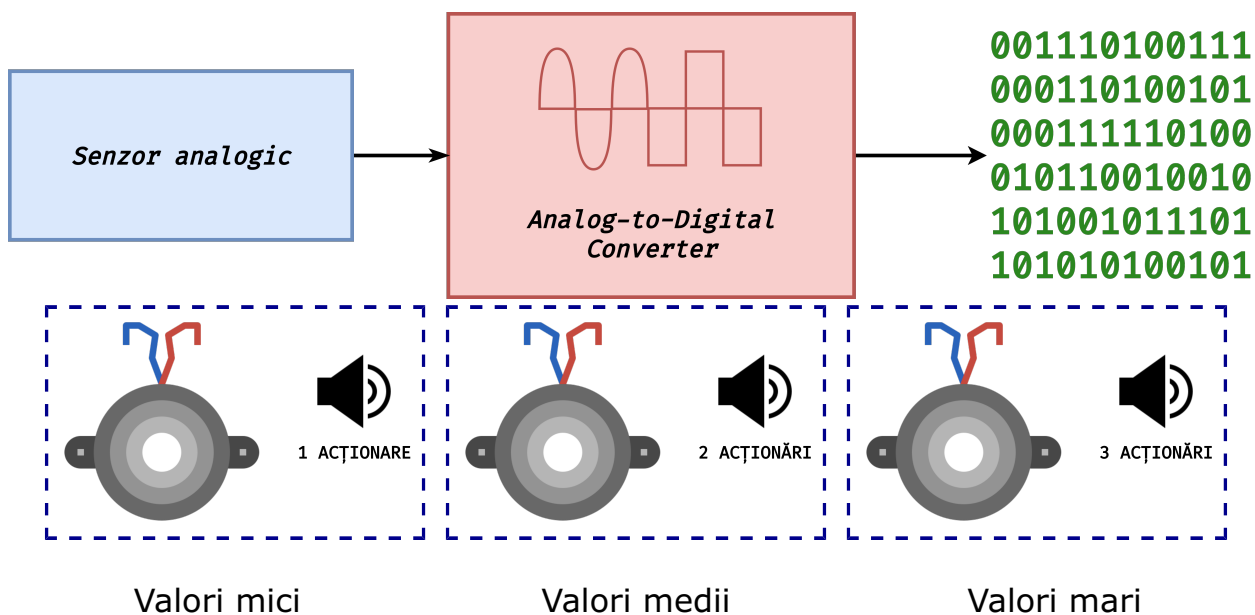 Senzor analogic
Analog-to-Digital
Converter
001110100111
000110100101
000111110100
010110010010
101001011101
101010100101
1 ACȚIONARE
2 ACȚIONĂRI
3 ACȚIONĂRI
Valori mici
Valori medii
Valori mari